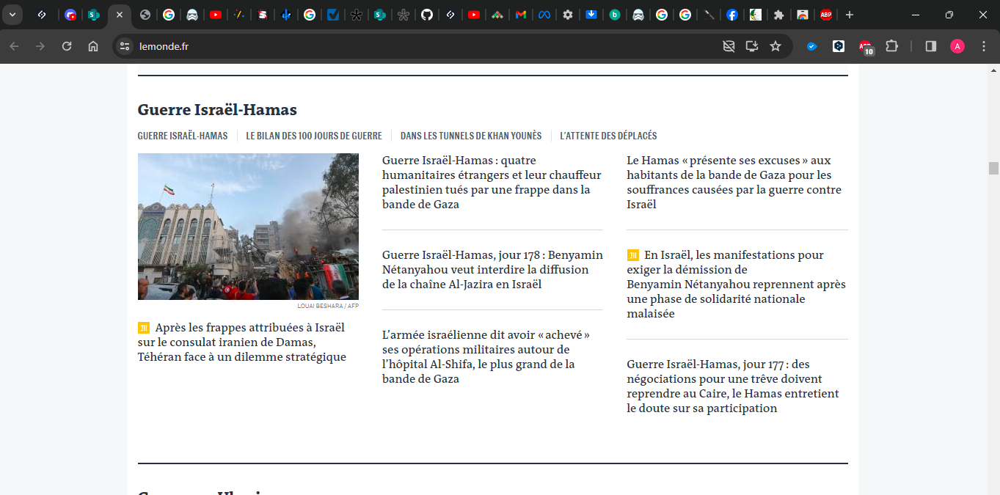 lemonde.fr
ABP
10
A
Guerre Israël-Hamas
GUERRE ISRAËL-HAMAS
LE BILAN DES 100 JOURS DE GUERRE
DANS LES TUNNELS DE KHAN YOUNÈS
L'ATTENTE DES DÉPLACÉS
LOUAI BESHARA / AFP
Après les frappes attribuées à Israël
sur le consulat iranien de Damas,
Téhéran face à un dilemme stratégique
Guerre Israël-Hamas : quatre
humanitaires étrangers et leur chauffeur
palestinien tués par une frappe dans la
bande de Gaza
Guerre Israël-Hamas, jour 178 : Benyamin
Nétanyahou veut interdire la diffusion
de la chaîne Al-Jazira en Israël
L'armée israélienne dit avoir « achevé »
ses opérations militaires autour de
l'hôpital Al-Shifa, le plus grand de la
bande de Gaza
Le Hamas « présente ses excuses » aux
habitants de la bande de Gaza pour les
souffrances causées par la guerre contre
Israël
En Israël, les manifestations pour
exiger la démission de
Benyamin Nétanyahou reprennent après
une phase de solidarité nationale
malaisée
Guerre Israël-Hamas, jour 177 : des
négociations pour une trêve doivent
reprendre au Caire, le Hamas entretient
le doute sur sa participation